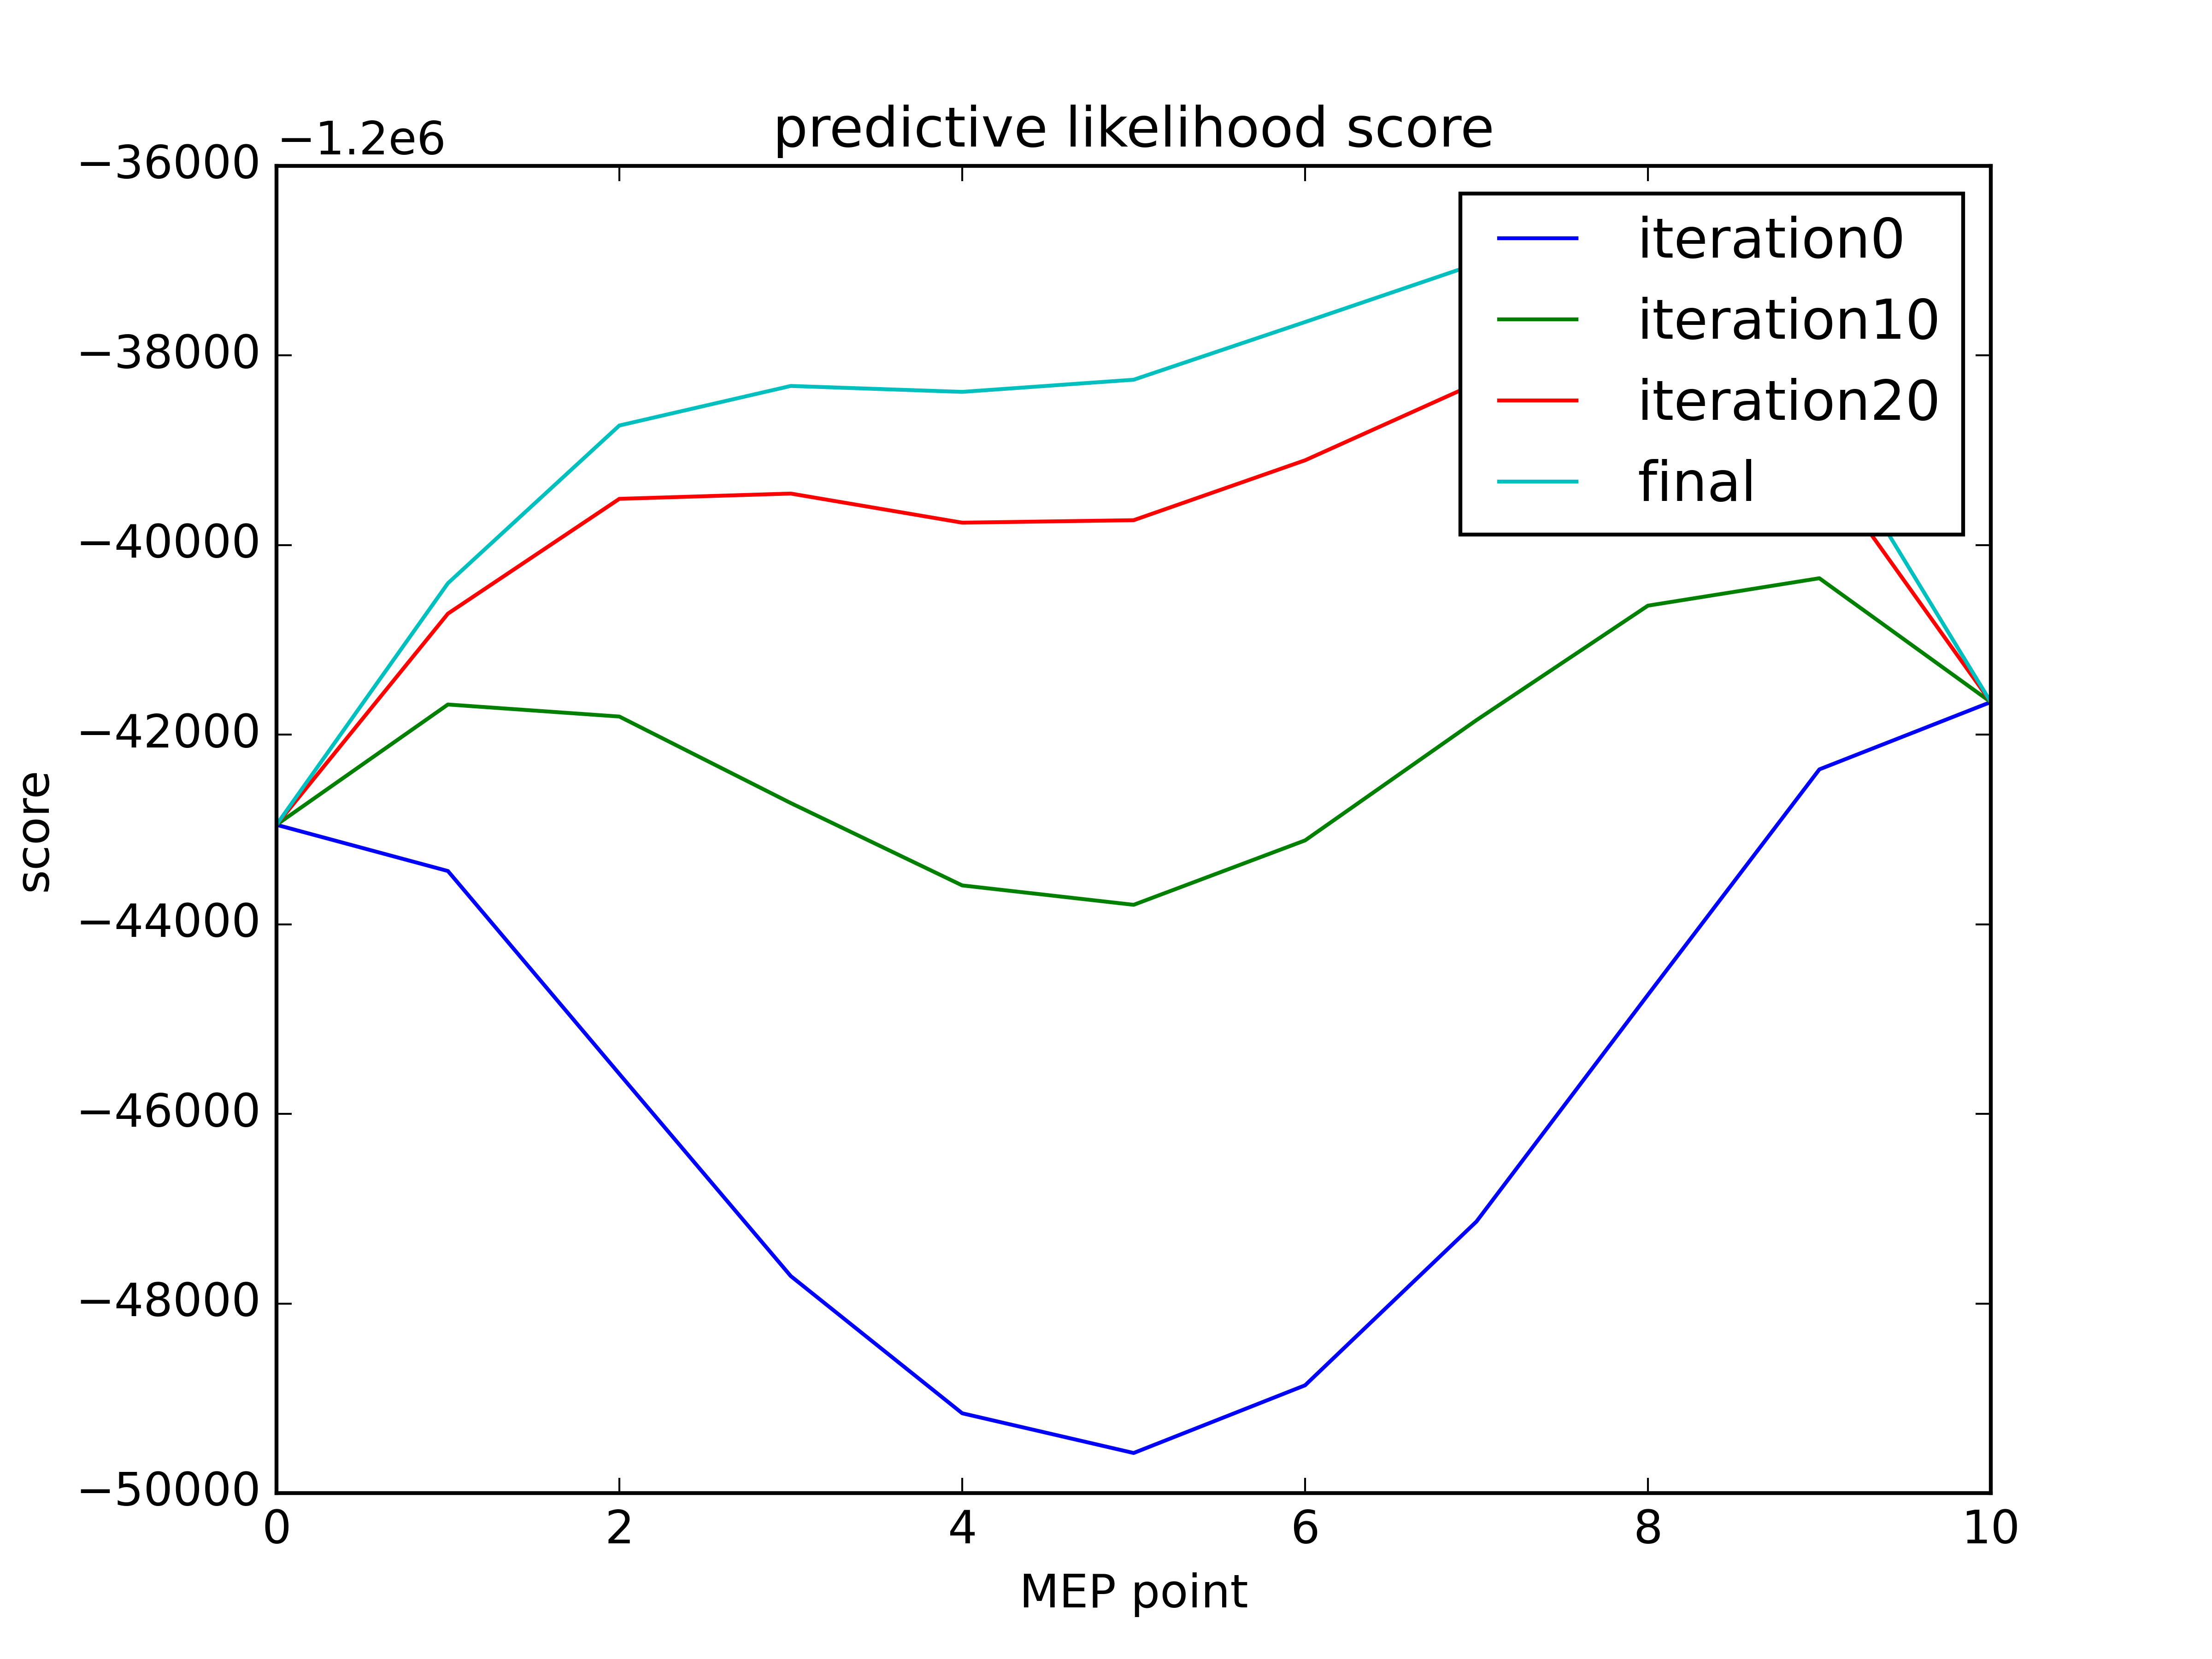 predictive likelihood score
−1.2e6
−36000
−38000
−40000
−42000
−44000
−46000
−48000
−50000
score
iteration0
iteration10
iteration20
final
0 2 4 6 8 10
MEP point